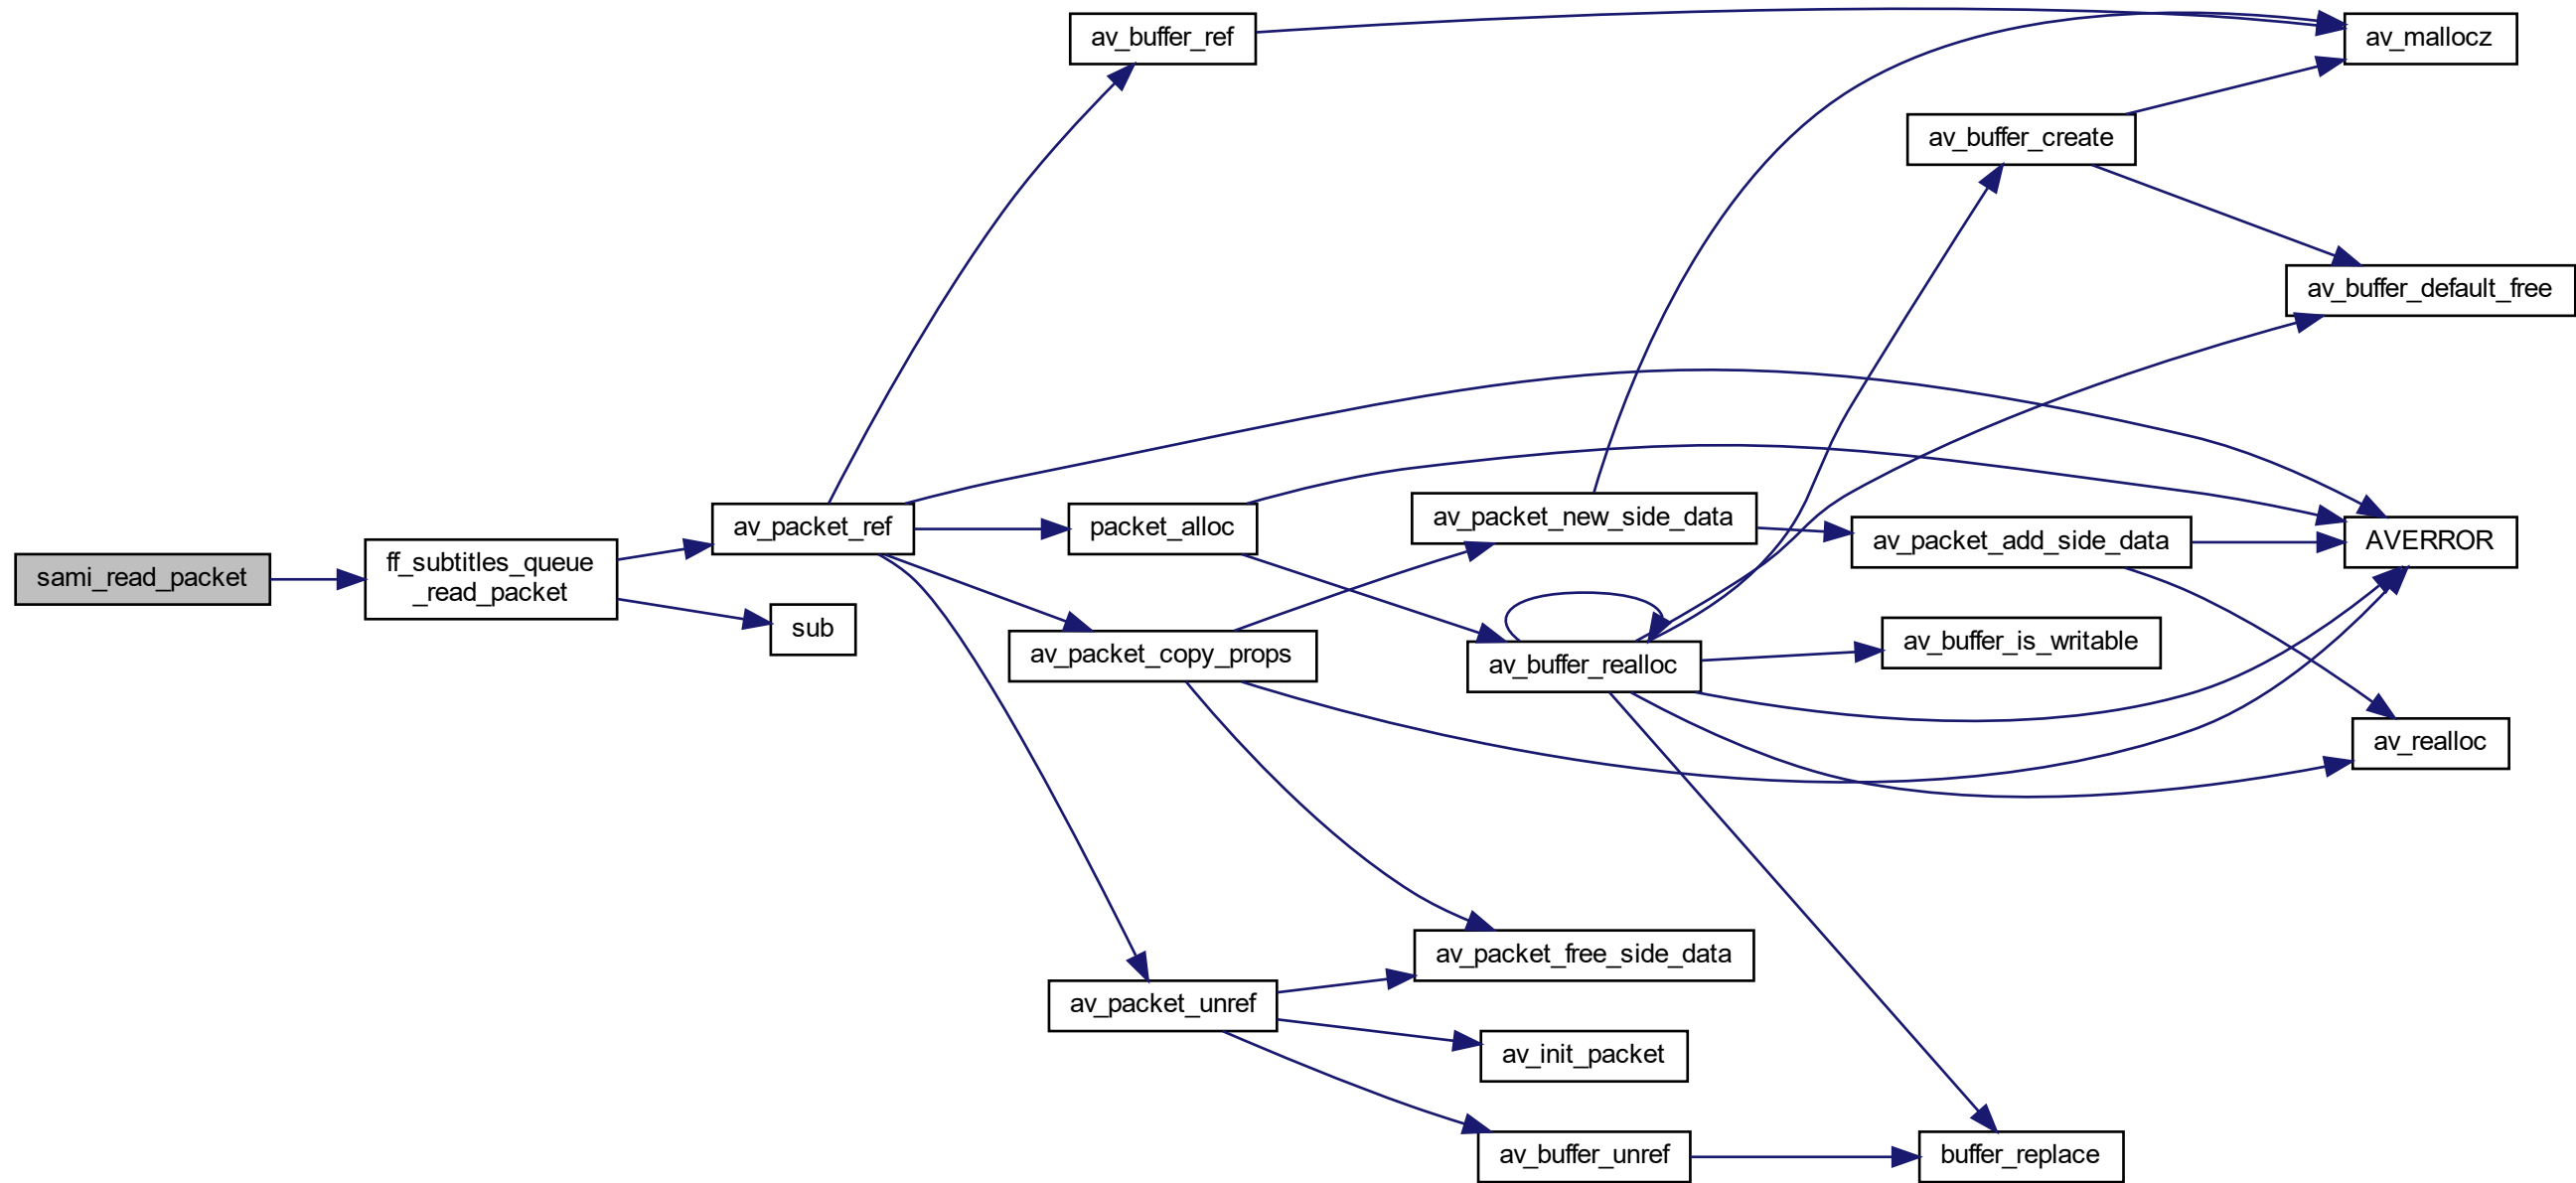 av_buffer_ref
av_mallocz
av_buffer_create
av_buffer_default_free
av_packet_ref
packet_alloc
av_packet_new_side_data
av_packet_add_side_data
AVERROR
sami_read_packet
ff_subtitles_queue
_read_packet
sub
av_packet_copy_props
av_buffer_realloc
av_buffer_is_writable
av_realloc
av_packet_free_side_data
av_packet_unref
av_init_packet
av_buffer_unref
buffer_replace